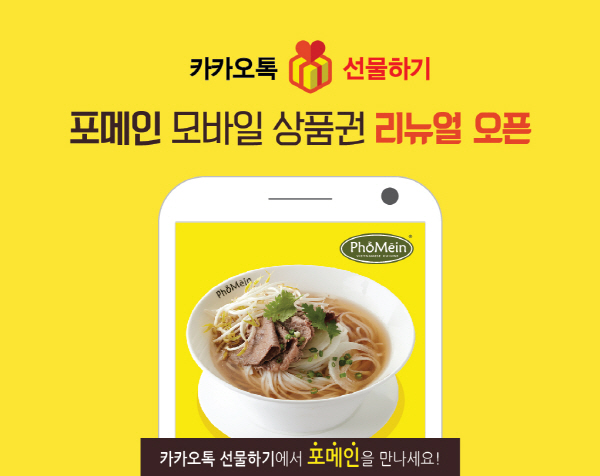 카카오톡 선물하기
포메인 모바일 상품권 리뉴얼 오픈
PhoMein
VIETNAMESE CUISINE
PhoMein
카카오톡 선물하기에서 포메인을 만나세요!